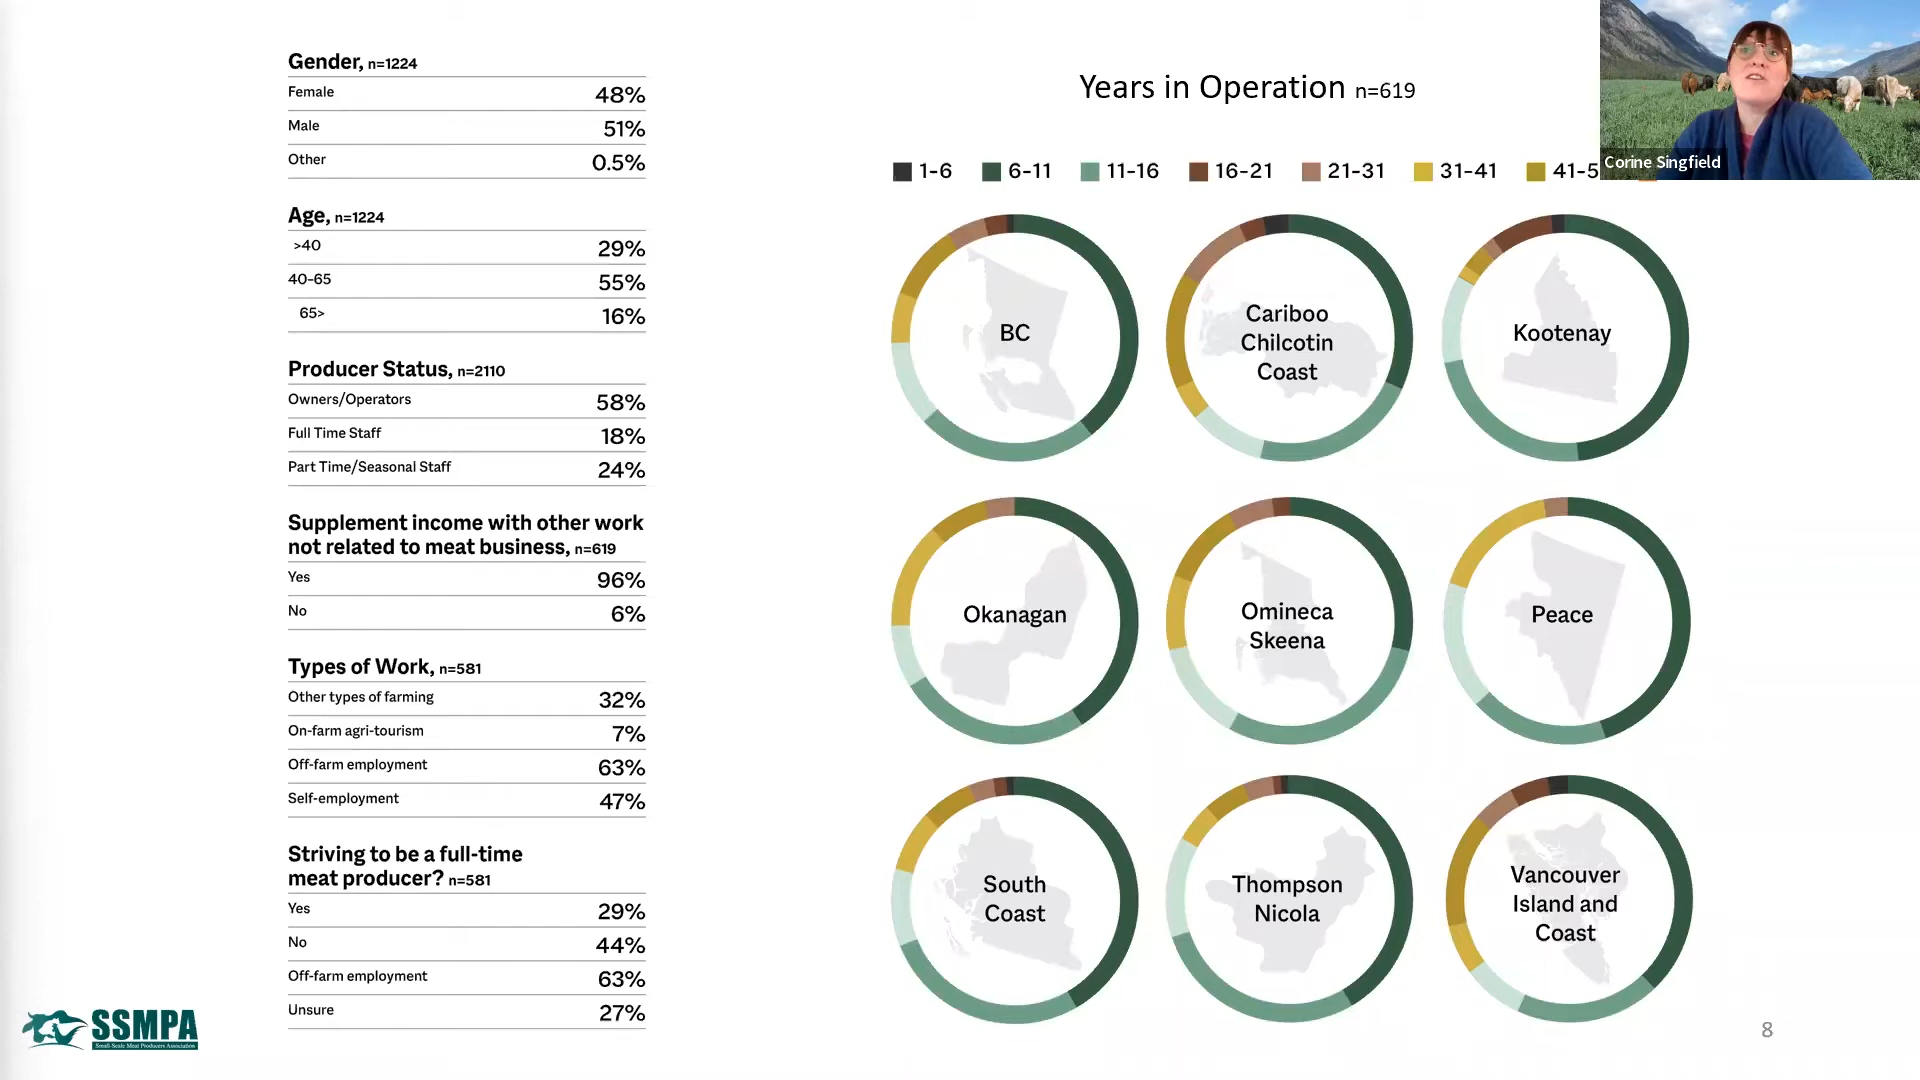 Gender, n=1224
Female 48%
Male 51%
Other 0.5%
Age, n=1224
>40 29%
40-65 55%
65> 16%
Producer Status, n=2110
Owners/Operators 58%
Full Time Staff 18%
Part Time/Seasonal Staff 24%
Supplement income with other work
not related to meat business, n=619
Yes 96%
No 6%
Types of Work, n=581
Other types of farming 32%
On-farm agri-tourism 7%
Off-farm employment 63%
Self-employment 47%
Striving to be a full-time
meat producer? n=581
Yes 29%
No 44%
Off-farm employment 63%
Unsure 27%
SSMPA
Small-Scale Meat Producers Association
Years in Operation n=619
1-6 6-11 11-16 16-21 21-31 31-41 41-5
Corine Singfield
BC
Cariboo
Chilcotin
Coast
Kootenay
Okanagan
Omineca
Skeena
Peace
South
Coast
Thompson
Nicola
Vancouver
Island and
Coast
8